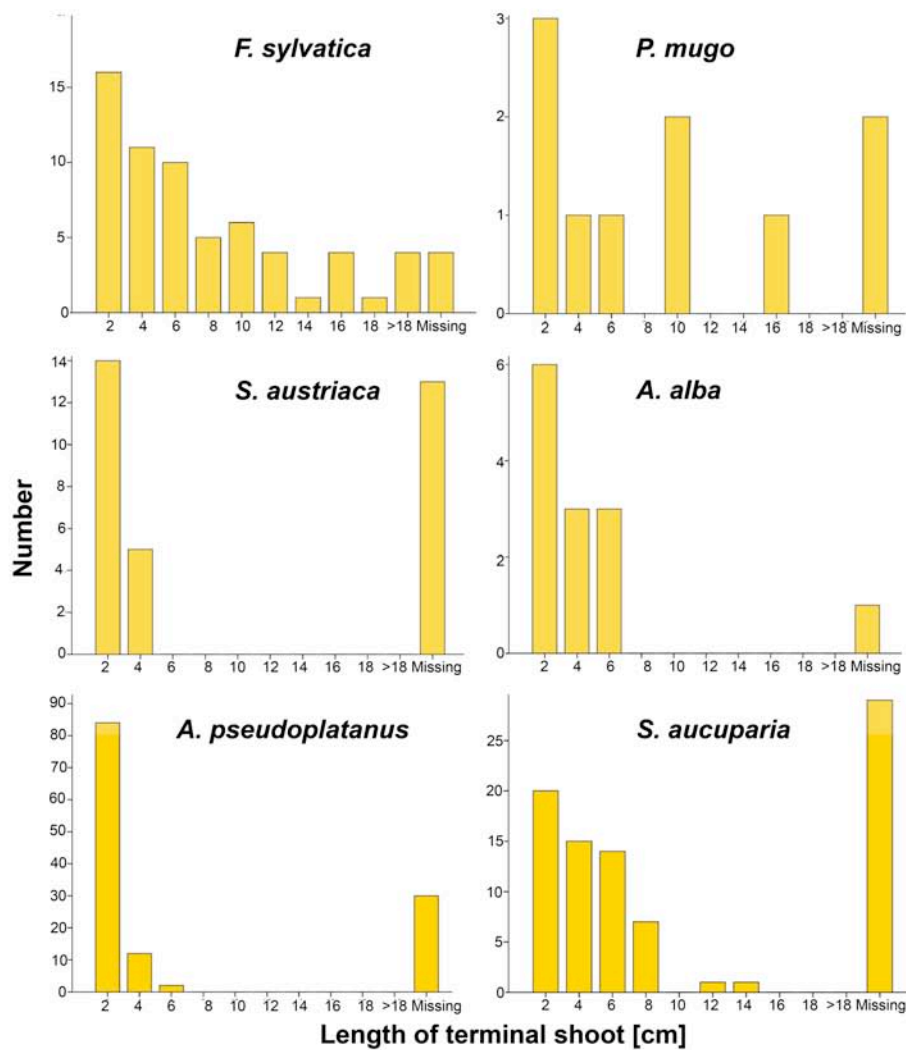 F. sylvatica
15
10
5
0
2 4 6 8 10 12 14 16 18 >18 Missing
P. mugo
3
2
1
0
2 4 6 8 10 12 14 16 18 >18 Missing
S. austriaca
14
12
10
8
6
4
2
0
2 4 6 8 10 12 14 16 18 >18 Missing
A. alba
6
4
2
0
2 4 6 8 10 12 14 16 18 >18 Missing
A. pseudoplatanus
90
80
70
60
50
40
30
20
10
0
2 4 6 8 10 12 14 16 18 >18 Missing
S. aucuparia
25
20
15
10
5
0
2 4 6 8 10 12 14 16 18 >18 Missing
Number
Length of terminal shoot [cm]